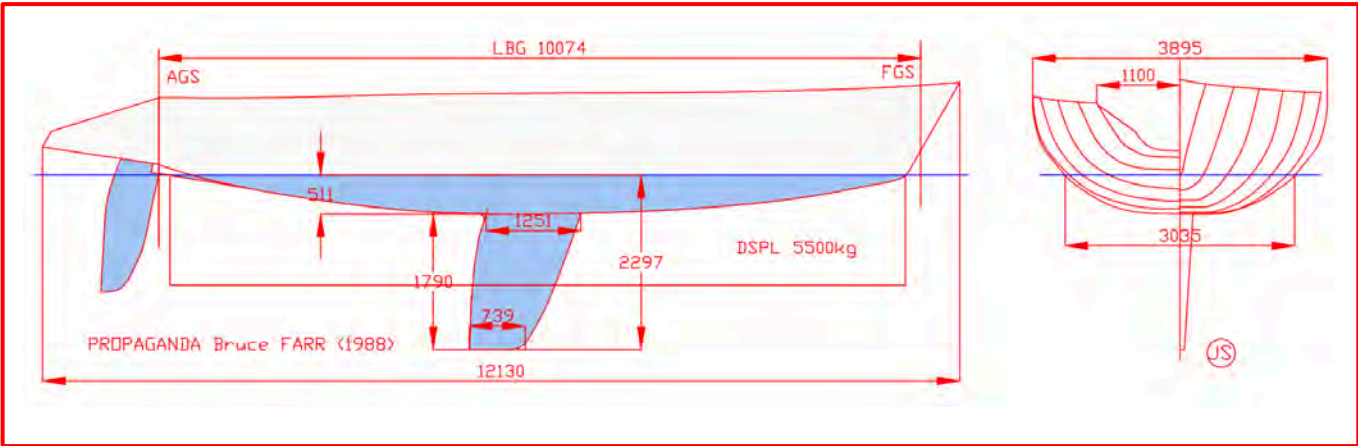 LBG 10074
AGS
FGS
511
1251
DSPL 5500kg
1790
2297
739
PROPAGANDA Bruce FARR (1988)
12130
3895
1100
3035
JS